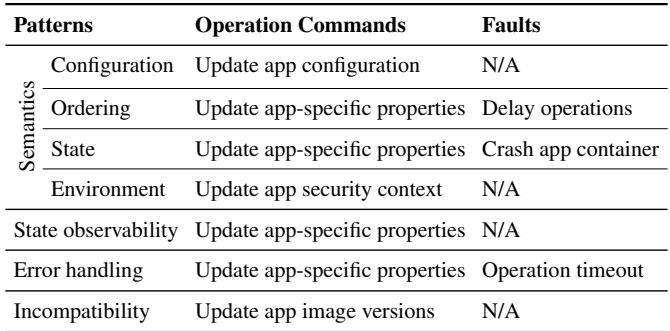 Patterns Operation Commands Faults
Semantics
Configuration Update app configuration N/A
Ordering Update app-specific properties Delay operations
State Update app-specific properties Crash app container
Environment Update app security context N/A
State observability Update app-specific properties N/A
Error handling Update app-specific properties Operation timeout
Incompatibility Update app image versions N/A